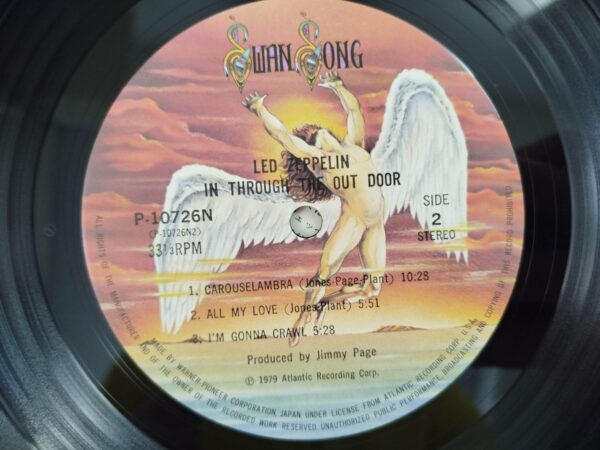 SWAN SONG
LED ZEPPELIN
IN THROUGH THE OUT DOOR
P-10726N
(P-10726N2)
33⅓RPM
SIDE
2
STEREO
1. CAROUSELAMBRA (Jones-Page-Plant) 10:28
2. ALL MY LOVE (Jones-Plant) 5:51
3. I'M GONNA CRAWL 5:28
Produced by Jimmy Page
℗ 1979 Atlantic Recording Corp.
MADE BY WARNER-PIONEER CORPORATION, JAPAN, UNDER LICENSE FROM ATLANTIC RECORDING CORP. U.S.A.
ALL RIGHTS OF THE MANUFACTURER AND OF THE OWNER OF THE RECORDED WORK RESERVED. UNAUTHORIZED PUBLIC PERFORMANCE, BROADCASTING AND COPYING OF THIS RECORD PROHIBITED